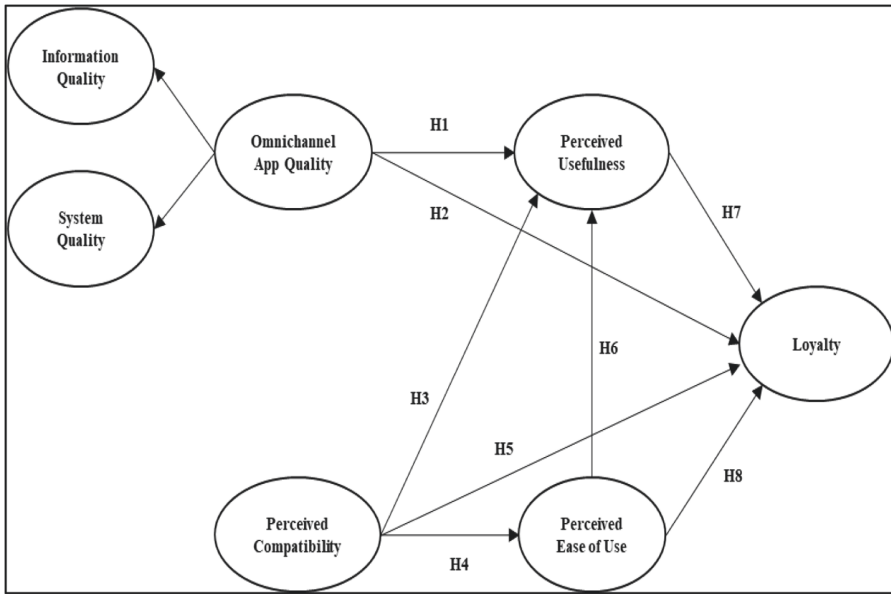 Information
Quality
Omnichannel
App Quality
H1
Perceived
Usefulness
System
Quality
H2
H7
Loyalty
H6
H3
H5
H8
Perceived
Compatibility
H4
Perceived
Ease of Use